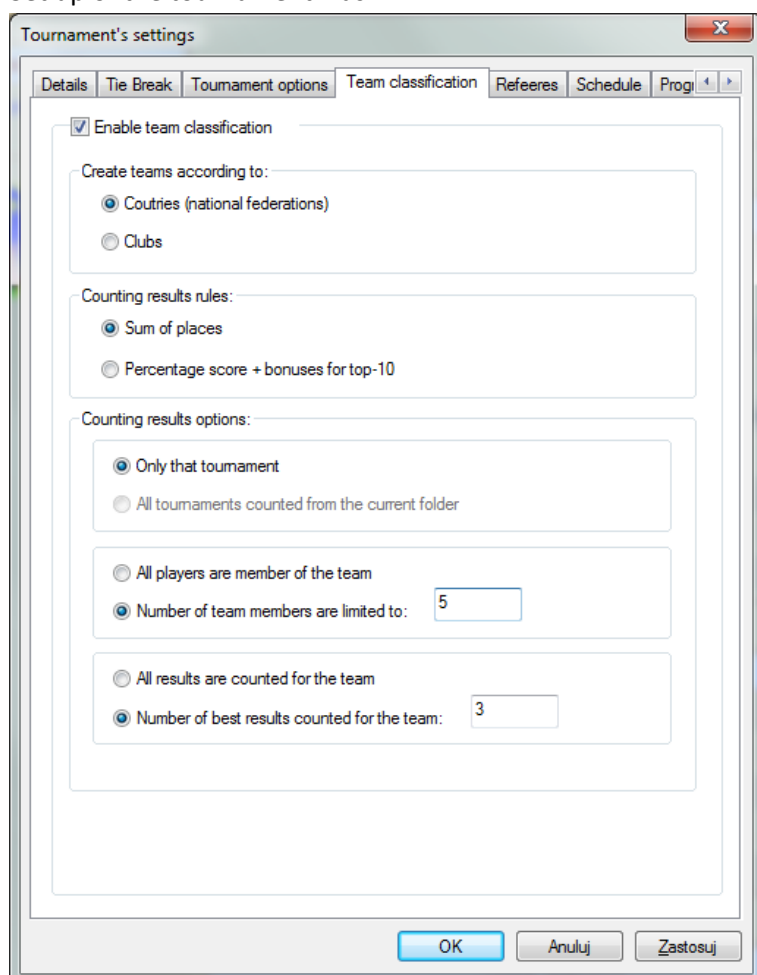 Tournament's settings
Details Tie Break Tournament options Team classification Refeeres Schedule Progr
Enable team classification
Create teams according to:
Coutries (national federations)
Clubs
Counting results rules:
Sum of places
Percentage score + bonuses for top-10
Counting results options:
Only that tournament
All tournaments counted from the current folder
All players are member of the team
Number of team members are limited to: 5
All results are counted for the team
Number of best results counted for the team: 3
OK Anuluj Zastosuj